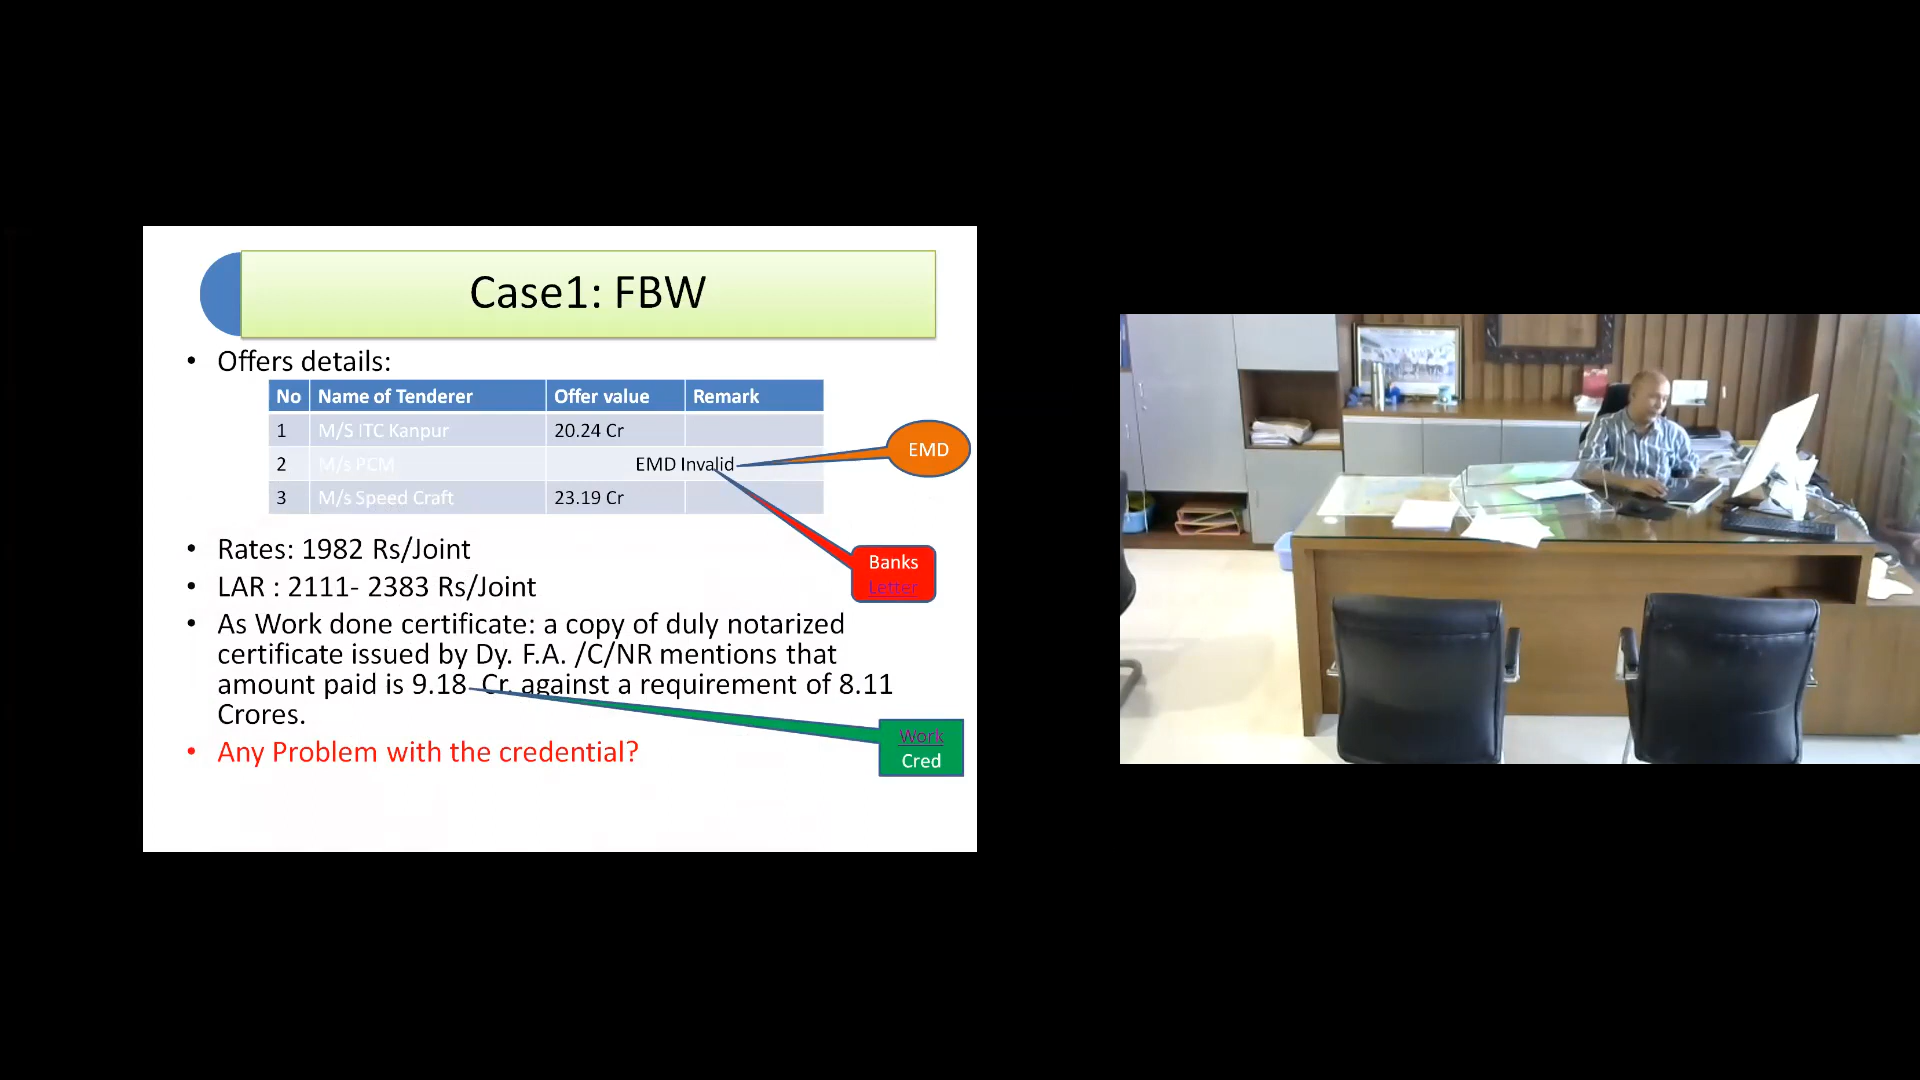 Case1: FBW
• Offers details:
No Name of Tenderer Offer value Remark
1 M/S ITC Kanpur 20.24 Cr
2 M/s PCM EMD Invalid
3 M/s Speed Craft 23.19 Cr
EMD
Banks
Letter
• Rates: 1982 Rs/Joint
• LAR : 2111- 2383 Rs/Joint
• As Work done certificate: a copy of duly notarized
certificate issued by Dy. F.A. /C/NR mentions that
amount paid is 9.18 Cr. against a requirement of 8.11
Crores.
Work
Cred
• Any Problem with the credential?